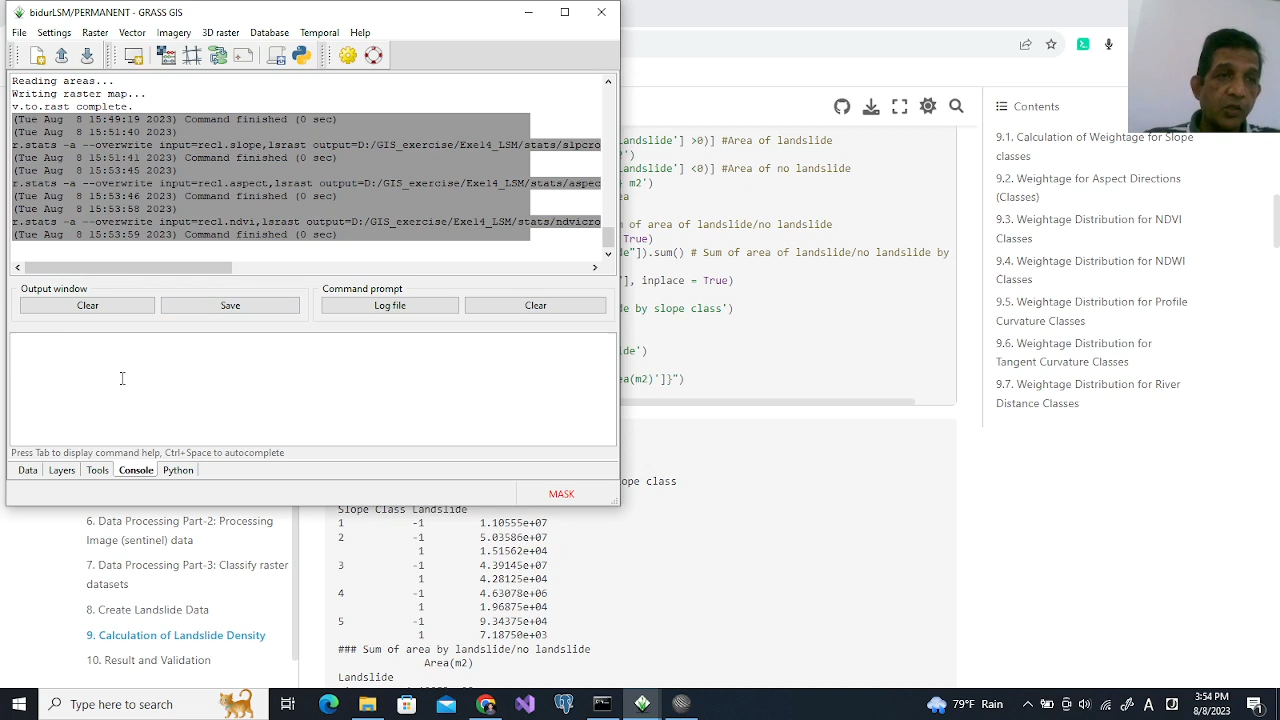 bidurLSM/PERMANENT - GRASS GIS
File Settings Raster Vector Imagery 3D raster Database Temporal Help
Reading areas...
Writing raster map...
v.to.rast complete.
(Tue Aug  8 15:49:19 2023) Command finished (0 sec)
(Tue Aug  8 15:51:40 2023)
r.stats -a --overwrite input=recl.slope,lsrast output=D:/GIS_exercise/Exe14_LSM/stats/slpcro
(Tue Aug  8 15:51:41 2023) Command finished (0 sec)
(Tue Aug  8 15:53:45 2023)
r.stats -a --overwrite input=recl.aspect,lsrast output=D:/GIS_exercise/Exe14_LSM/stats/aspec
(Tue Aug  8 15:53:46 2023) Command finished (0 sec)
(Tue Aug  8 15:53:58 2023)
r.stats -a --overwrite input=recl.ndvi,lsrast output=D:/GIS_exercise/Exe14_LSM/stats/ndvicro
(Tue Aug  8 15:53:59 2023) Command finished (0 sec)
Output window
Command prompt
Clear
Save
Log file
Clear
Press Tab to display command help, Ctrl+Space to autocomplete
Data Layers Tools Console Python
MASK
andslide'] >0)] #Area of landslide
')
andslide'] <0)] #Area of no landslide
m2')
ea
m of area of landslide/no landslide
True)
de"]).sum() # Sum of area of landslide/no landslide by
], inplace = True)
de by slope class')
ide')
ea(m2)']}")
ope class
Slope Class Landslide
1 -1 1.10555e+07
2 -1 5.03586e+07
1 1.51562e+04
3 -1 4.39145e+07
1 4.28125e+04
4 -1 4.63078e+06
1 1.96875e+04
5 -1 9.34375e+04
1 7.18750e+03
### Sum of area by landslide/no landslide
Area(m2)
Landslide
Contents
9.1. Calculation of Weightage for Slope
classes
9.2. Weightage for Aspect Directions
(Classes)
9.3. Weightage Distribution for NDVI
Classes
9.4. Weightage Distribution for NDWI
Classes
9.5. Weightage Distribution for Profile
Curvature Classes
9.6. Weightage Distribution for
Tangent Curvature Classes
9.7. Weightage Distribution for River
Distance Classes
6. Data Processing Part-2: Processing
Image (sentinel) data
7. Data Processing Part-3: Classify raster
datasets
8. Create Landslide Data
9. Calculation of Landslide Density
10. Result and Validation
Type here to search
79°F Rain
3:54 PM
8/8/2023